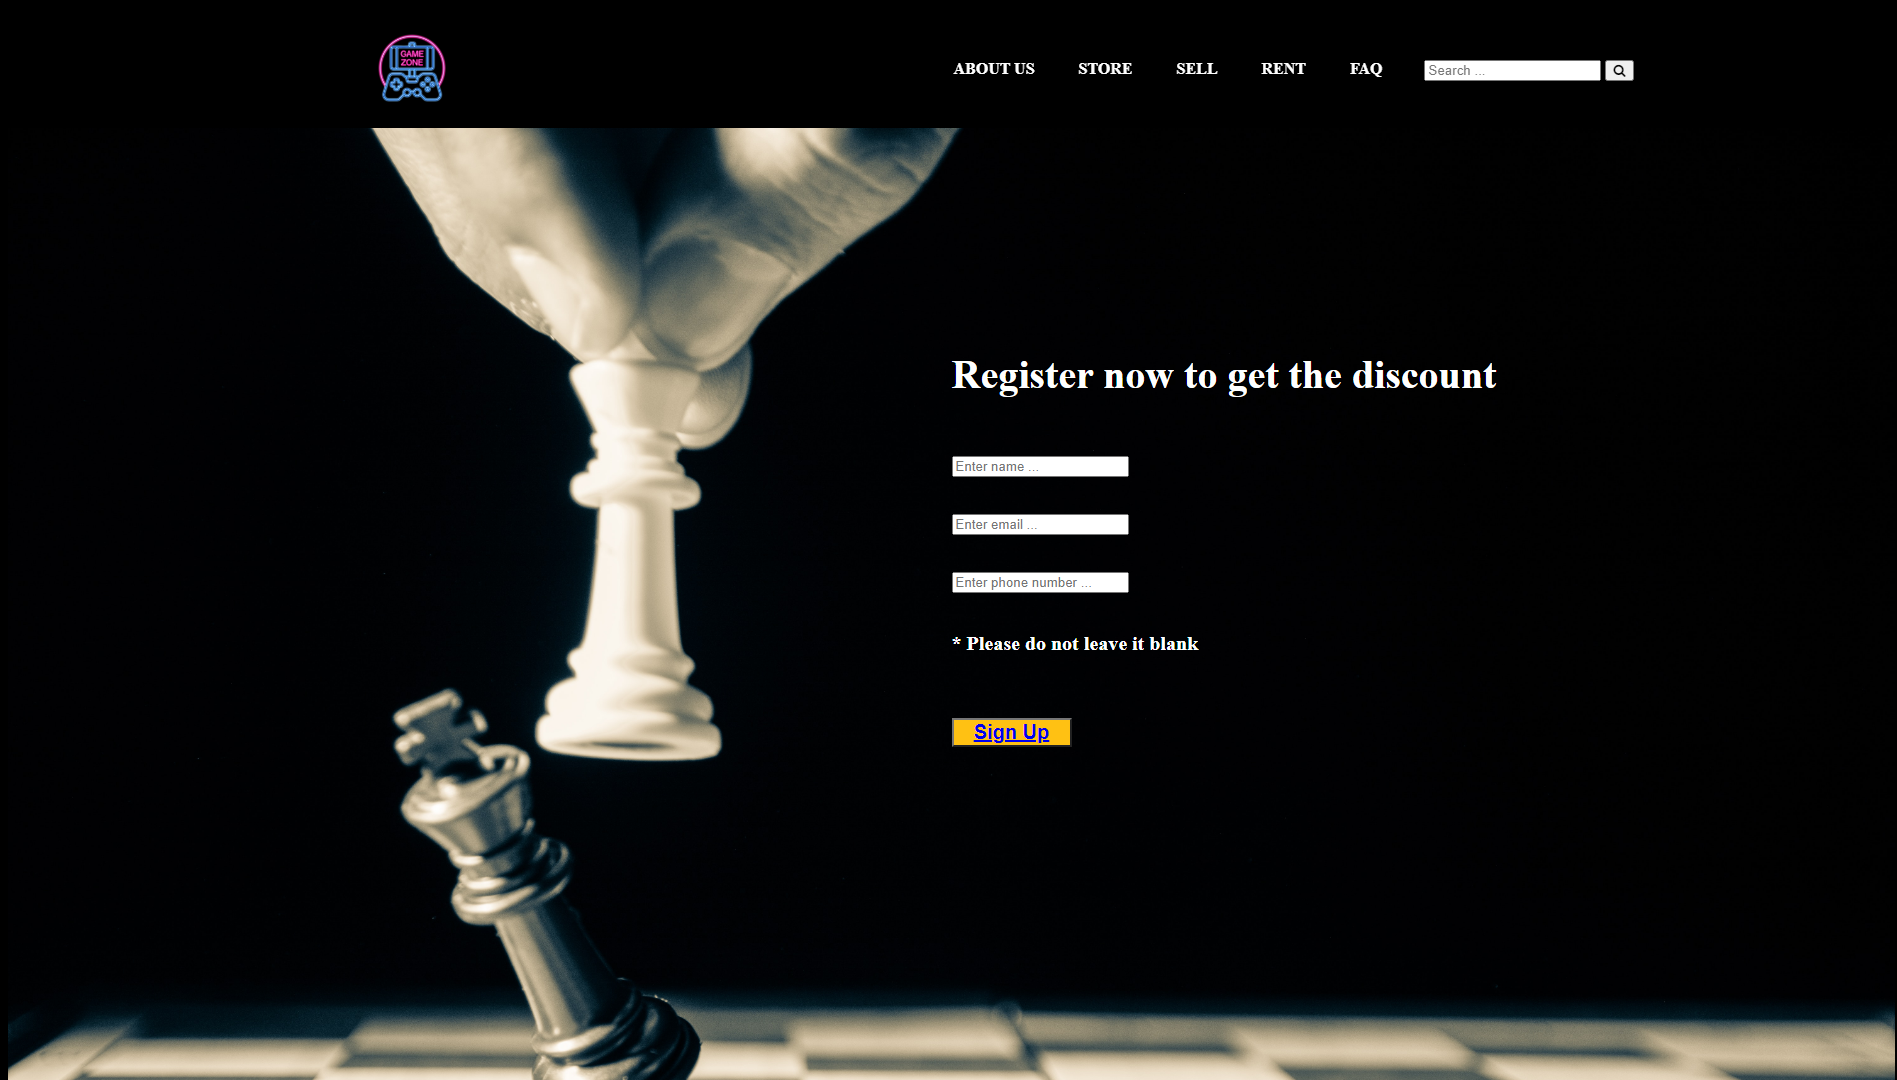 GAME
ZONE
ABOUT US STORE SELL RENT FAQ Search ...
Register now to get the discount
Enter name ...
Enter email ...
Enter phone number ...
* Please do not leave it blank
Sign Up